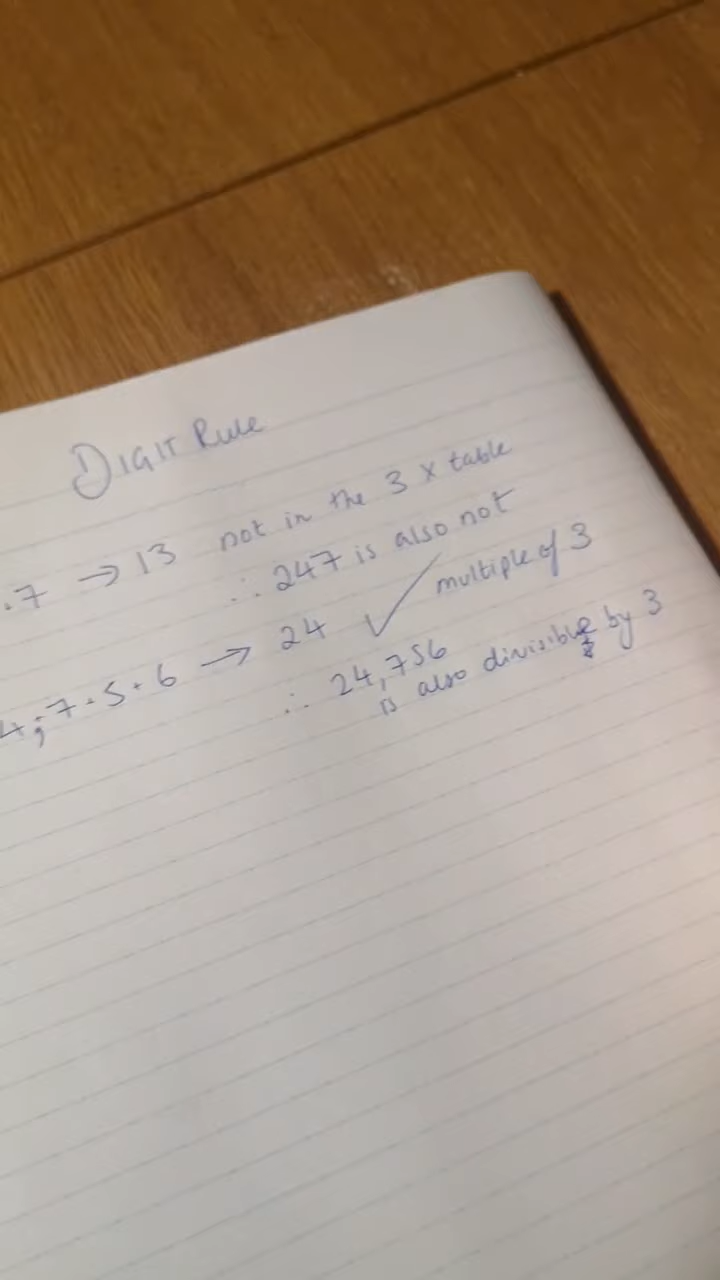 DIGIT Rule
.7 → 13 not in the 3 x table
∴ 247 is also not
4,+7+5+6 → 24 ✓ multiple of 3
∴ 24,756
is also divisible by 3